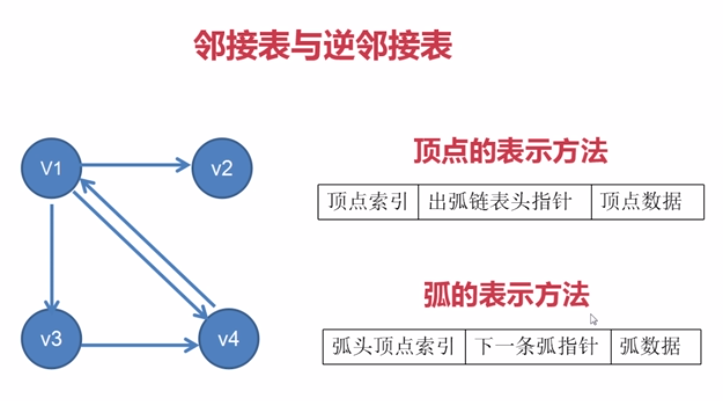 邻接表与逆邻接表
V1
v2
v3
v4
顶点的表示方法
顶点索引 出弧链表头指针 顶点数据
弧的表示方法
弧头顶点索引 下一条弧指针 弧数据